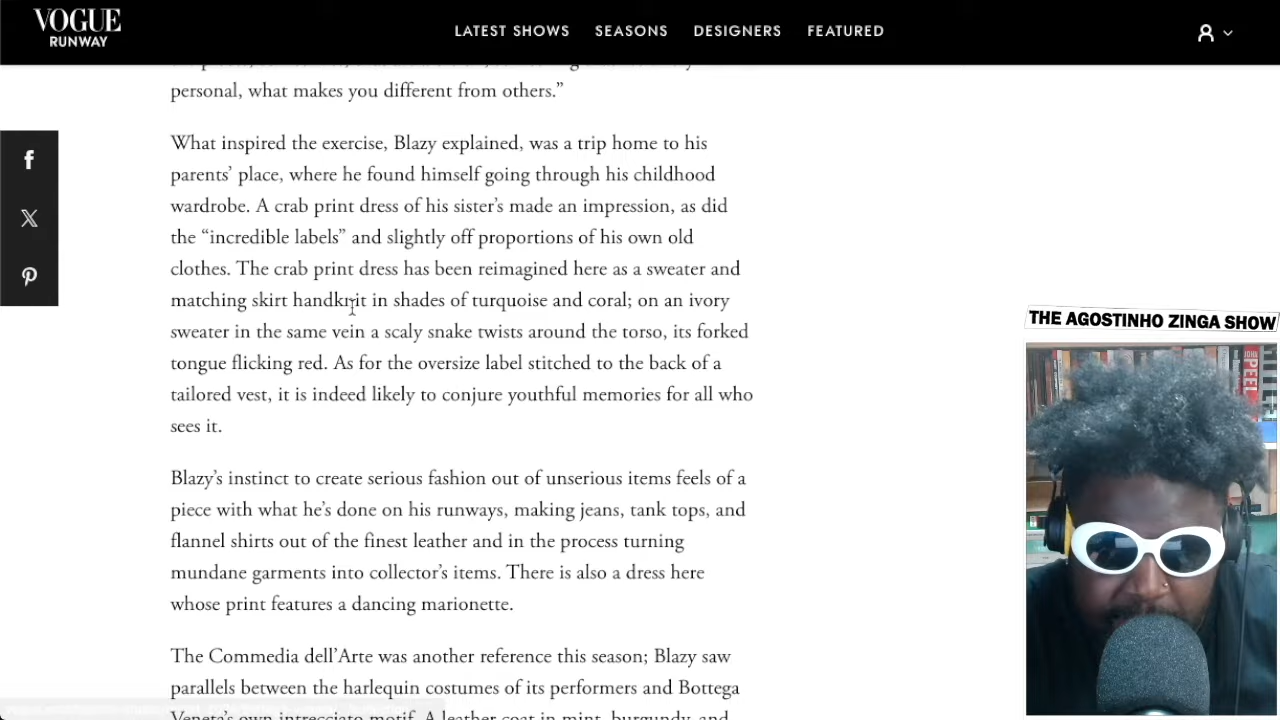 VOGUE
RUNWAY
LATEST SHOWS
SEASONS
DESIGNERS
FEATURED
personal, what makes you different from others.”
What inspired the exercise, Blazy explained, was a trip home to his
parents’ place, where he found himself going through his childhood
wardrobe. A crab print dress of his sister’s made an impression, as did
the “incredible labels” and slightly off proportions of his own old
clothes. The crab print dress has been reimagined here as a sweater and
matching skirt handknit in shades of turquoise and coral; on an ivory
sweater in the same vein a scaly snake twists around the torso, its forked
tongue flicking red. As for the oversize label stitched to the back of a
tailored vest, it is indeed likely to conjure youthful memories for all who
sees it.
Blazy’s instinct to create serious fashion out of unserious items feels of a
piece with what he’s done on his runways, making jeans, tank tops, and
flannel shirts out of the finest leather and in the process turning
mundane garments into collector’s items. There is also a dress here
whose print features a dancing marionette.
The Commedia dell’Arte was another reference this season; Blazy saw
parallels between the harlequin costumes of its performers and Bottega
Veneta’s own intrecciato motif. A leather coat in mint, burgundy, and
THE AGOSTINHO ZINGA SHOW